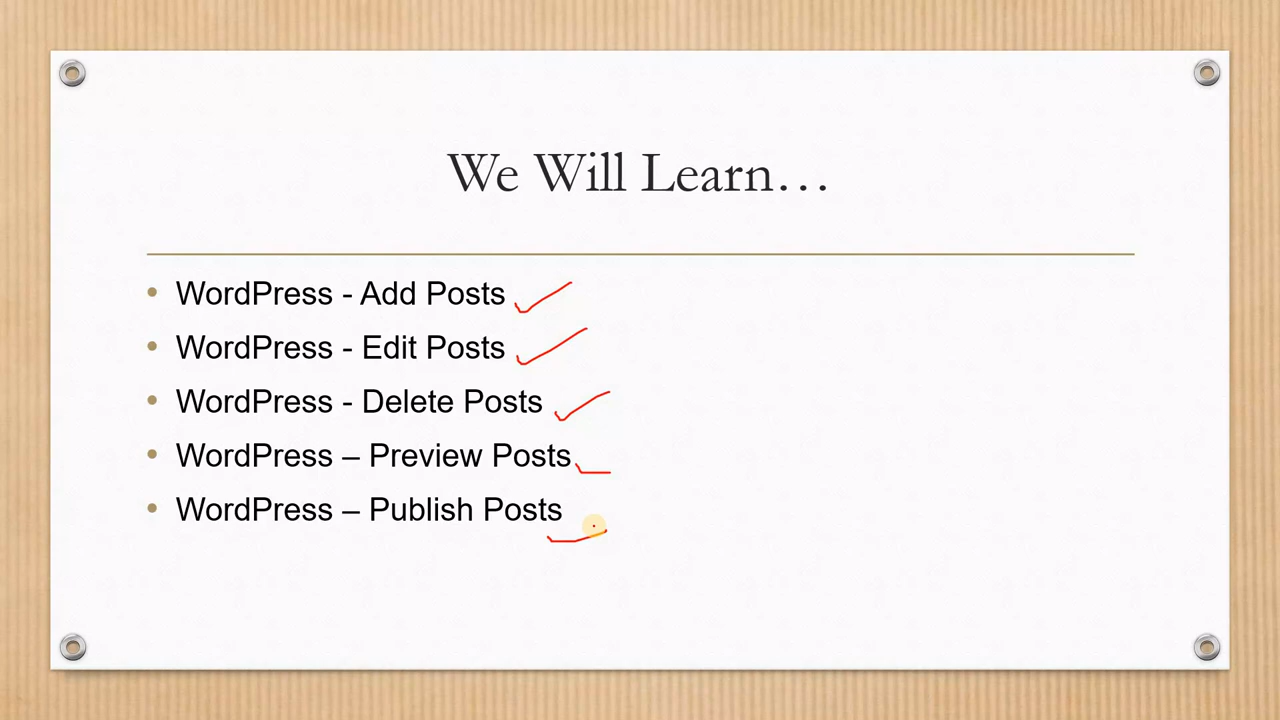 We Will Learn…
• WordPress - Add Posts
• WordPress - Edit Posts
• WordPress - Delete Posts
• WordPress – Preview Posts
• WordPress – Publish Posts